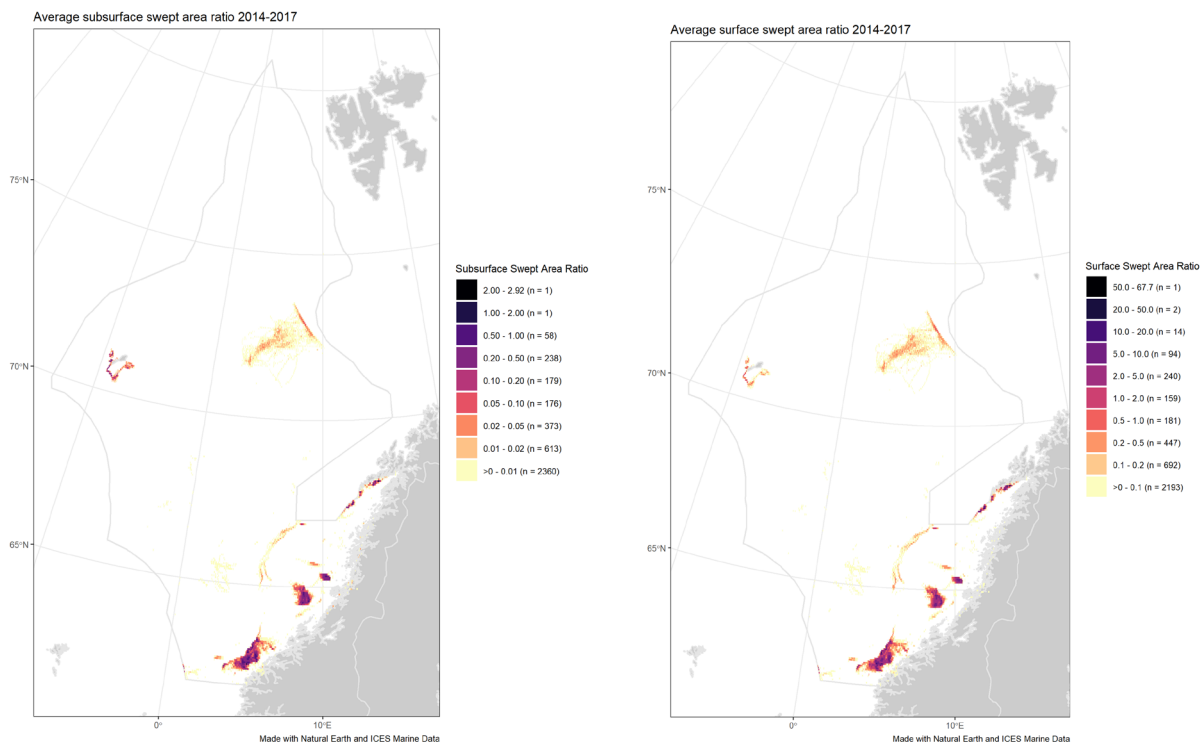 Average subsurface swept area ratio 2014-2017
75°N
70°N
65°N
0°
10°E
Made with Natural Earth and ICES Marine Data
Subsurface Swept Area Ratio
2.00 - 2.92 (n = 1)
1.00 - 2.00 (n = 1)
0.50 - 1.00 (n = 58)
0.20 - 0.50 (n = 238)
0.10 - 0.20 (n = 179)
0.05 - 0.10 (n = 176)
0.02 - 0.05 (n = 373)
0.01 - 0.02 (n = 613)
>0 - 0.01 (n = 2360)
Average surface swept area ratio 2014-2017
75°N
70°N
65°N
0°
10°E
Made with Natural Earth and ICES Marine Data
Surface Swept Area Ratio
50.0 - 67.7 (n = 1)
20.0 - 50.0 (n = 2)
10.0 - 20.0 (n = 14)
5.0 - 10.0 (n = 94)
2.0 - 5.0 (n = 240)
1.0 - 2.0 (n = 159)
0.5 - 1.0 (n = 181)
0.2 - 0.5 (n = 447)
0.1 - 0.2 (n = 692)
>0 - 0.1 (n = 2193)